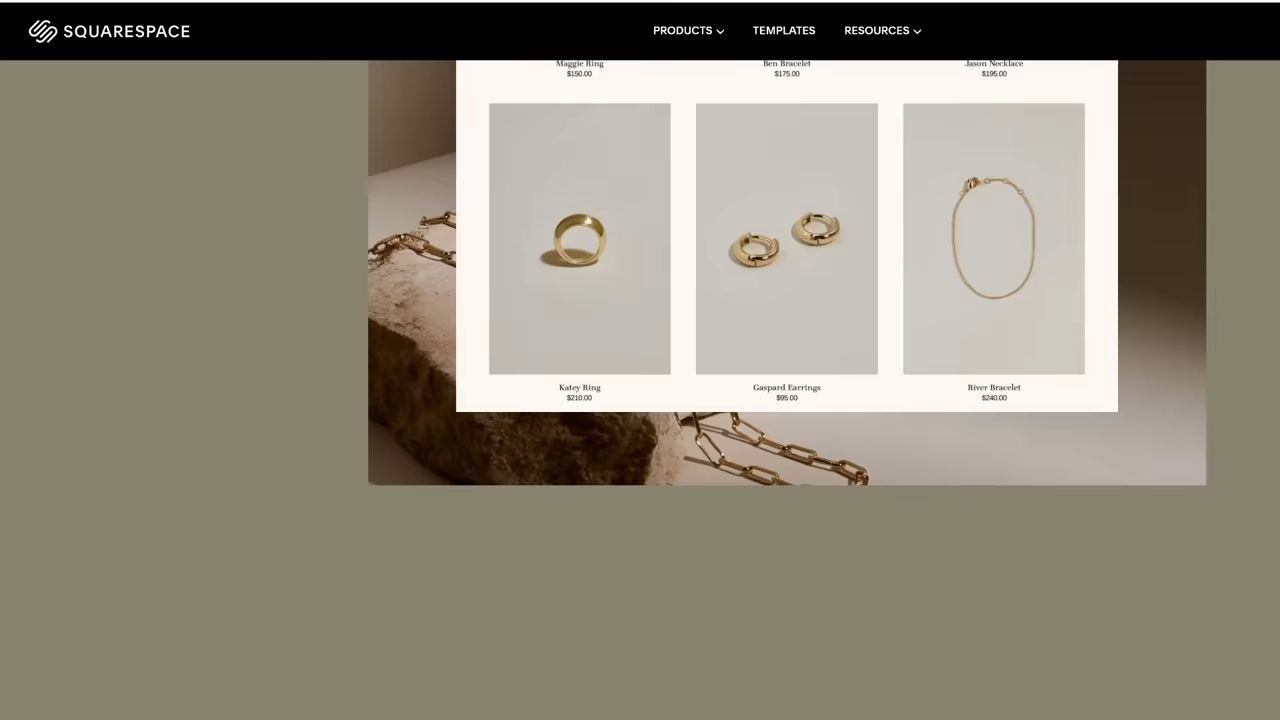 SQUARESPACE
PRODUCTS
TEMPLATES
RESOURCES
Maggie Ring
$150.00
Ben Bracelet
$175.00
Jason Necklace
$195.00
Katey Ring
$210.00
Gaspard Earrings
$95.00
River Bracelet
$240.00